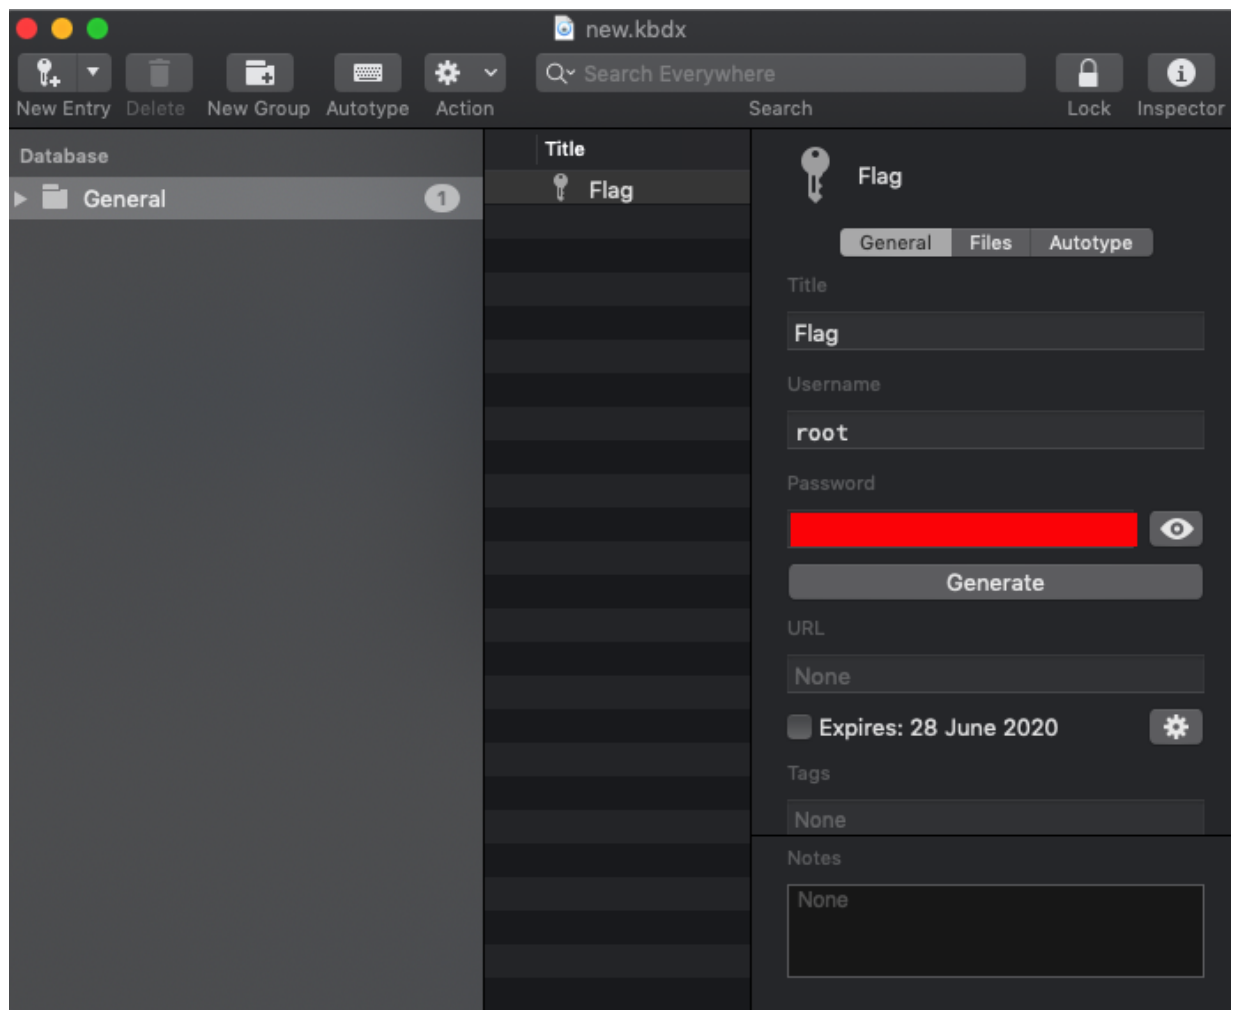 new.kbdx
Search Everywhere
New Entry Delete New Group Autotype Action Search Lock Inspector
Database
General 1
Title
Flag
Flag
General Files Autotype
Title
Flag
Username
root
Password
Generate
URL
None
Expires: 28 June 2020
Tags
None
Notes
None